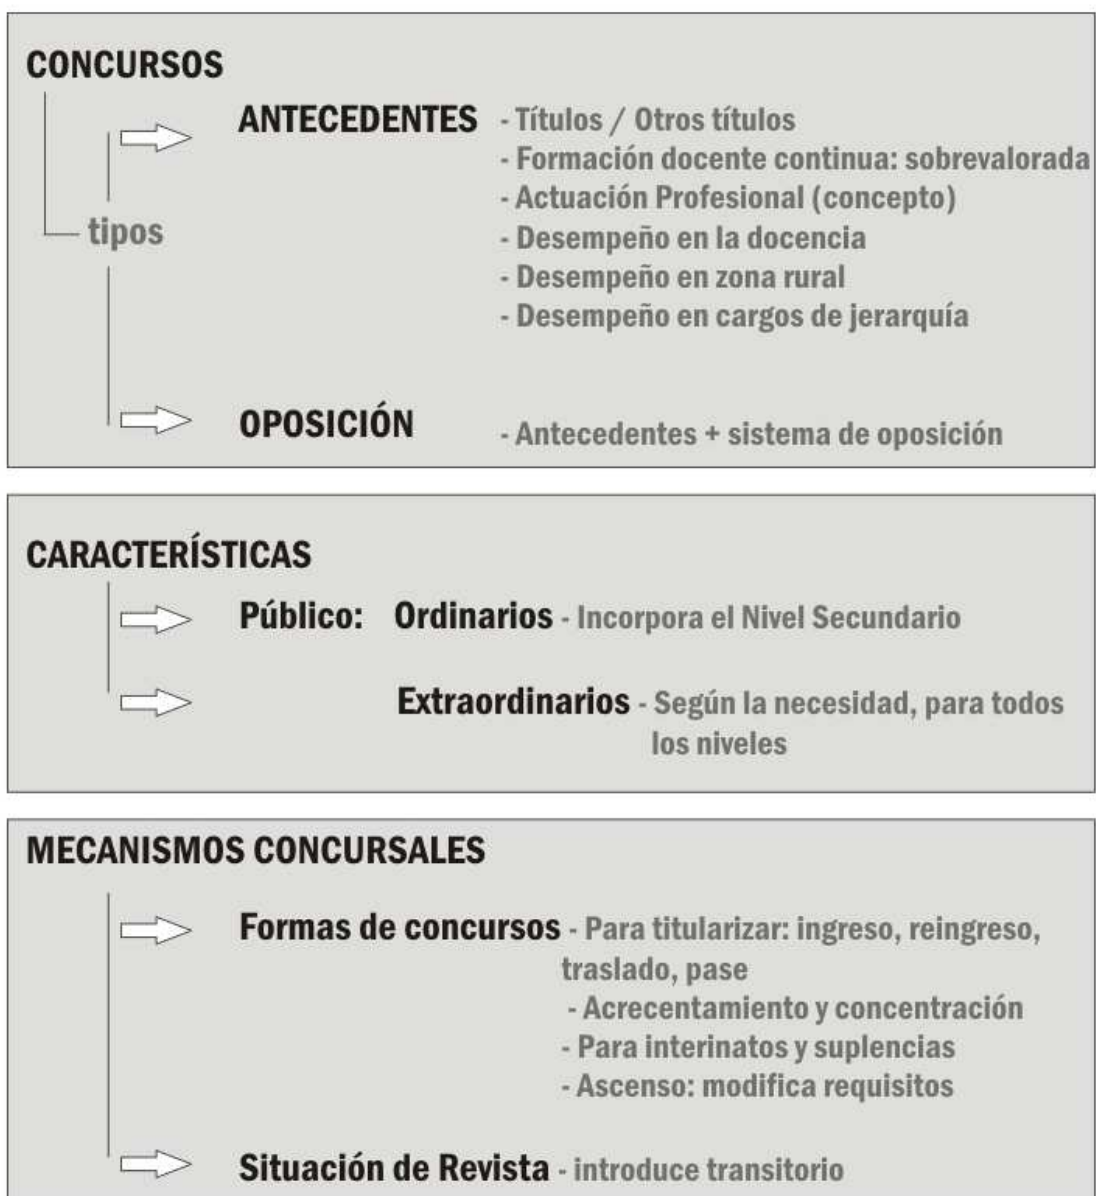 CONCURSOS
ANTECEDENTES - Títulos / Otros títulos
- Formación docente continua: sobrevalorada
- Actuación Profesional (concepto)
tipos
- Desempeño en la docencia
- Desempeño en zona rural
- Desempeño en cargos de jerarquía
OPOSICIÓN - Antecedentes + sistema de oposición
CARACTERÍSTICAS
Público: Ordinarios - Incorpora el Nivel Secundario
Extraordinarios - Según la necesidad, para todos
los niveles
MECANISMOS CONCURSALES
Formas de concursos - Para titularizar: ingreso, reingreso,
traslado, pase
- Acrecentamiento y concentración
- Para interinatos y suplencias
- Ascenso: modifica requisitos
Situación de Revista - introduce transitorio